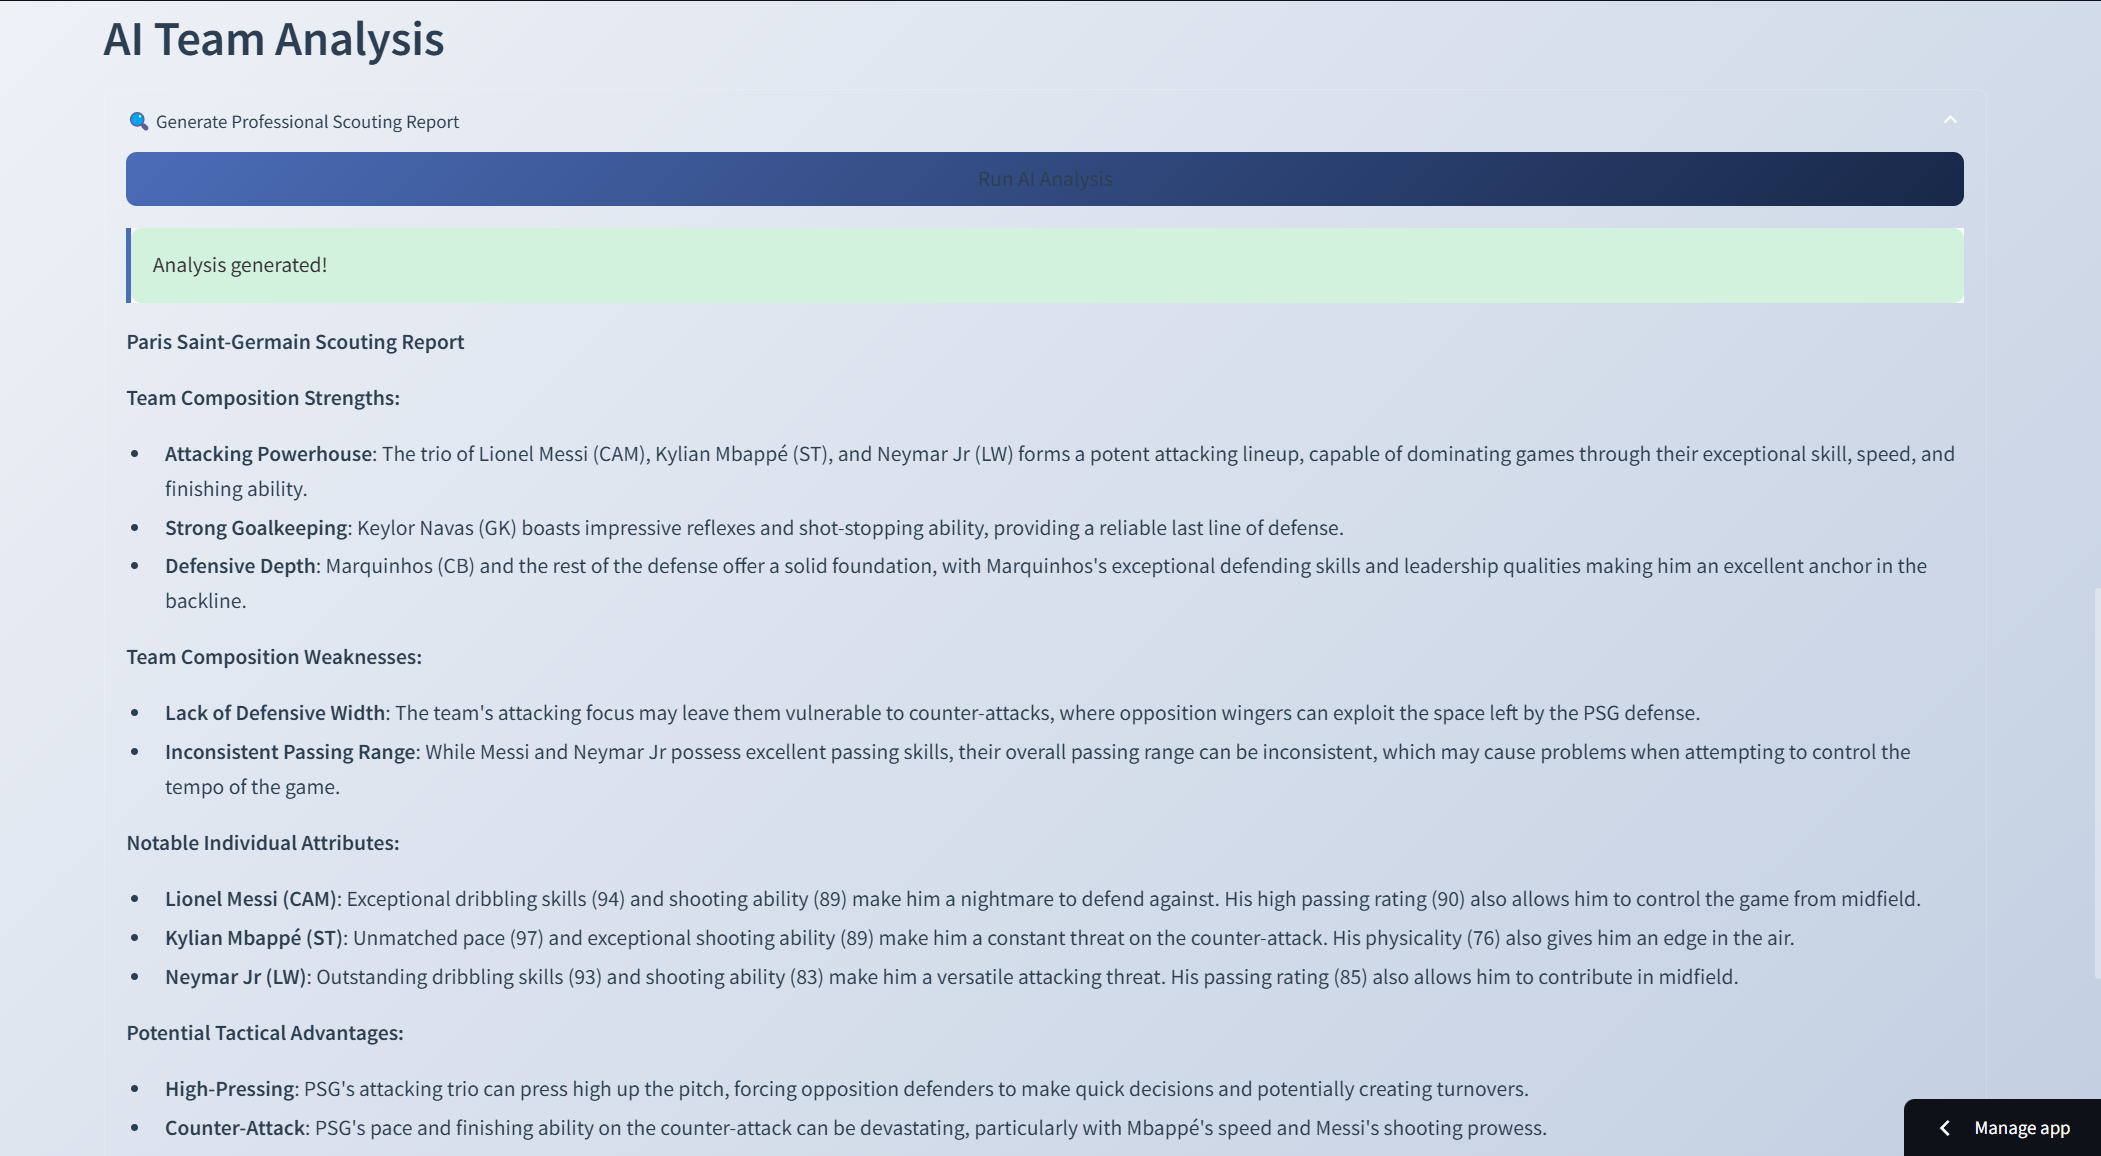 AI Team Analysis
Generate Professional Scouting Report
Run AI Analysis
Analysis generated!
Paris Saint-Germain Scouting Report
Team Composition Strengths:
• Attacking Powerhouse: The trio of Lionel Messi (CAM), Kylian Mbappé (ST), and Neymar Jr (LW) forms a potent attacking lineup, capable of dominating games through their exceptional skill, speed, and
finishing ability.
• Strong Goalkeeping: Keylor Navas (GK) boasts impressive reflexes and shot-stopping ability, providing a reliable last line of defense.
• Defensive Depth: Marquinhos (CB) and the rest of the defense offer a solid foundation, with Marquinhos's exceptional defending skills and leadership qualities making him an excellent anchor in the
backline.
Team Composition Weaknesses:
• Lack of Defensive Width: The team's attacking focus may leave them vulnerable to counter-attacks, where opposition wingers can exploit the space left by the PSG defense.
• Inconsistent Passing Range: While Messi and Neymar Jr possess excellent passing skills, their overall passing range can be inconsistent, which may cause problems when attempting to control the
tempo of the game.
Notable Individual Attributes:
• Lionel Messi (CAM): Exceptional dribbling skills (94) and shooting ability (89) make him a nightmare to defend against. His high passing rating (90) also allows him to control the game from midfield.
• Kylian Mbappé (ST): Unmatched pace (97) and exceptional shooting ability (89) make him a constant threat on the counter-attack. His physicality (76) also gives him an edge in the air.
• Neymar Jr (LW): Outstanding dribbling skills (93) and shooting ability (83) make him a versatile attacking threat. His passing rating (85) also allows him to contribute in midfield.
Potential Tactical Advantages:
• High-Pressing: PSG's attacking trio can press high up the pitch, forcing opposition defenders to make quick decisions and potentially creating turnovers.
• Counter-Attack: PSG's pace and finishing ability on the counter-attack can be devastating, particularly with Mbappé's speed and Messi's shooting prowess.
Manage app